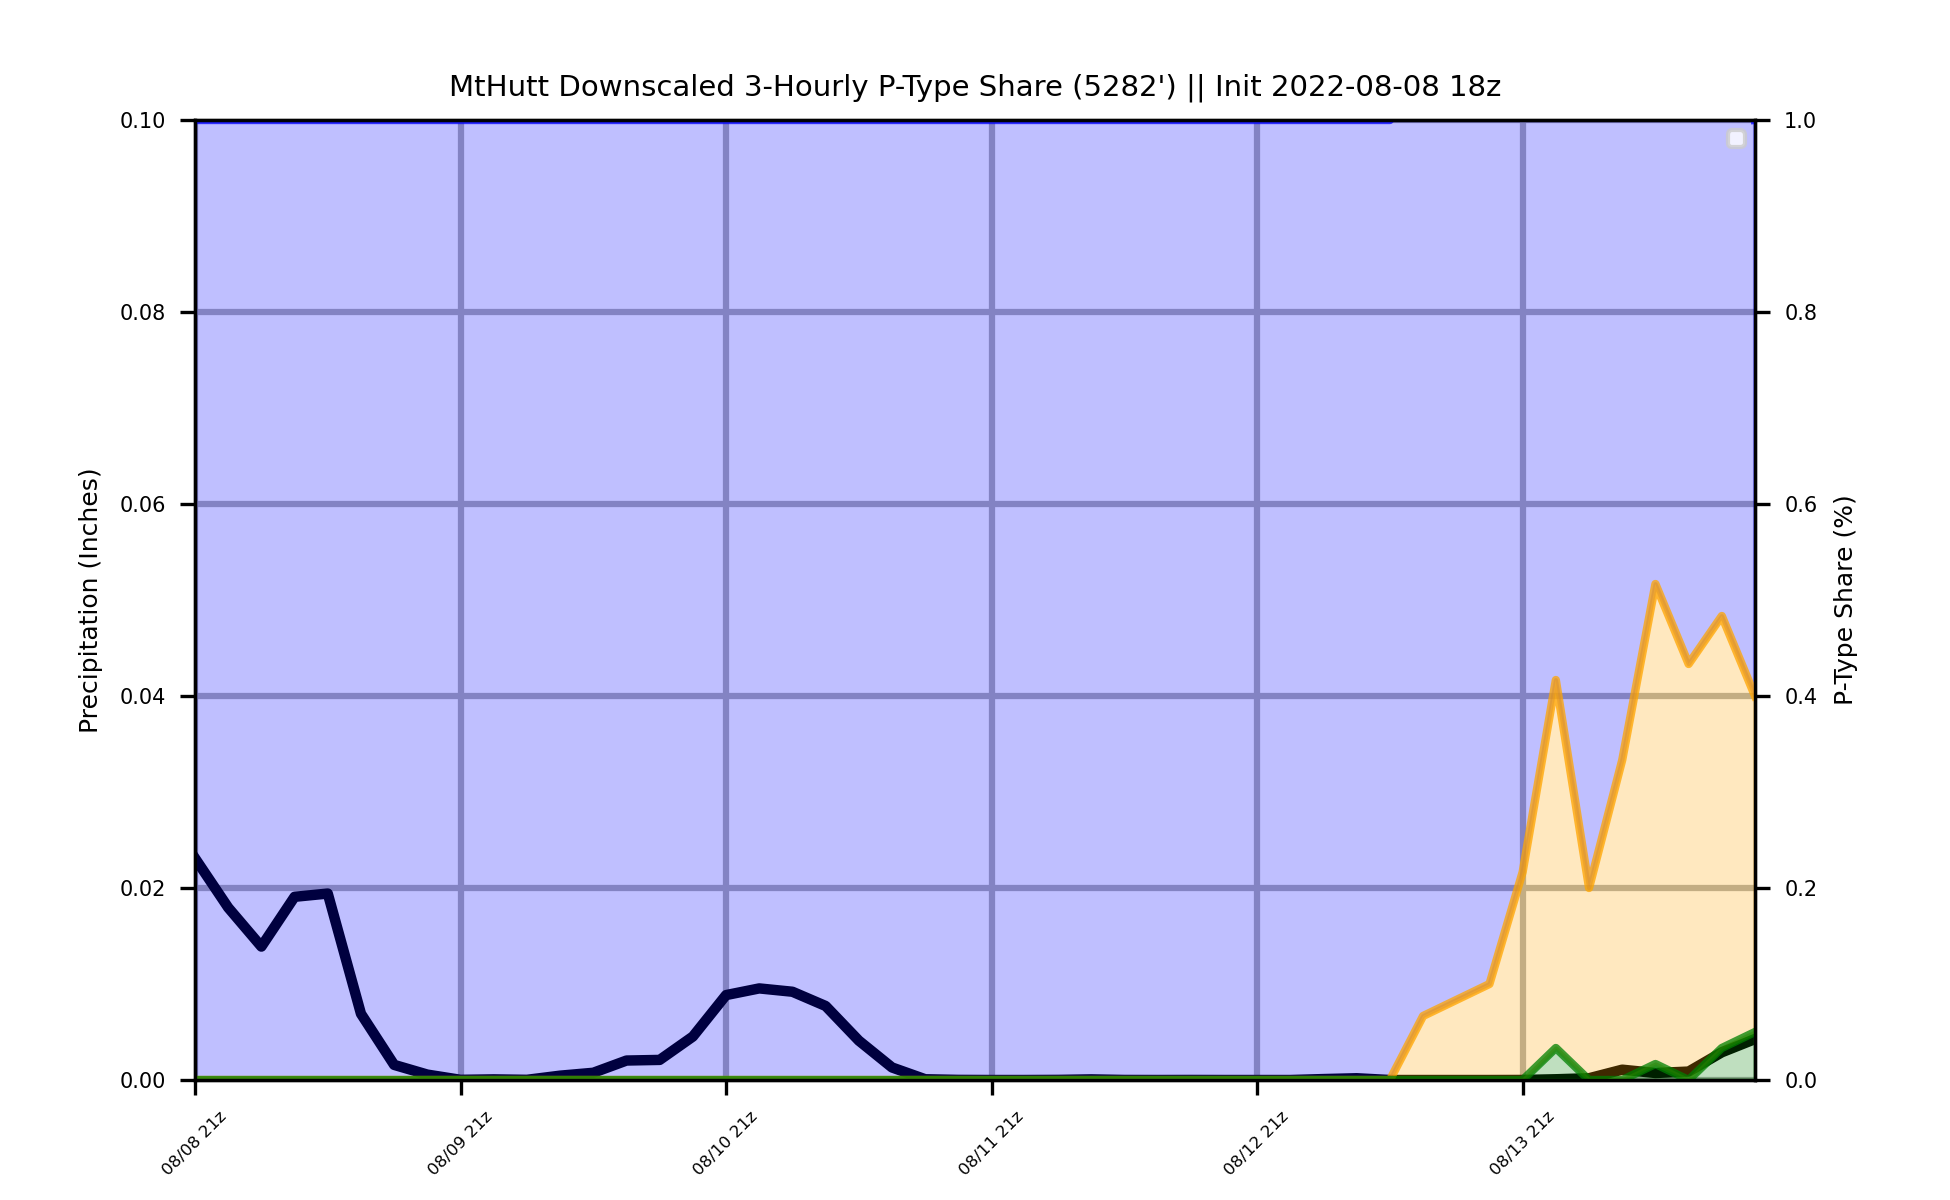 MtHutt Downscaled 3-Hourly P-Type Share (5282') || Init 2022-08-08 18z
Precipitation (Inches)
0.10
0.08
0.06
0.04
0.02
0.00
1.0
0.8
0.6
0.4
0.2
0.0
P-Type Share (%)
08/08 21z
08/09 21z
08/10 21z
08/11 21z
08/12 21z
08/13 21z